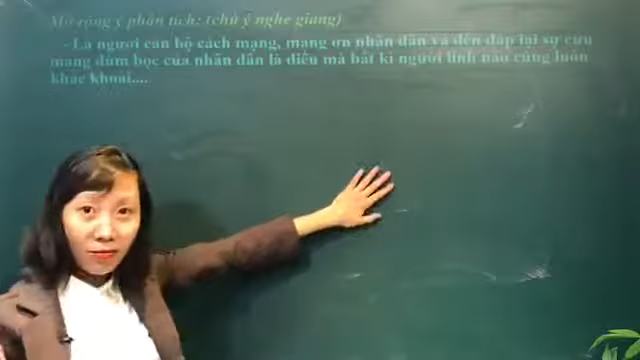 Mở rộng ý phân tích: (chú ý nghe giảng)
- Là người cán bộ cách mạng, mang ơn nhân dân và đền đáp lại sự cưu
mang đùm bọc của nhân dân là điều mà bất kì người lính nào cũng luôn
khắc khoải....